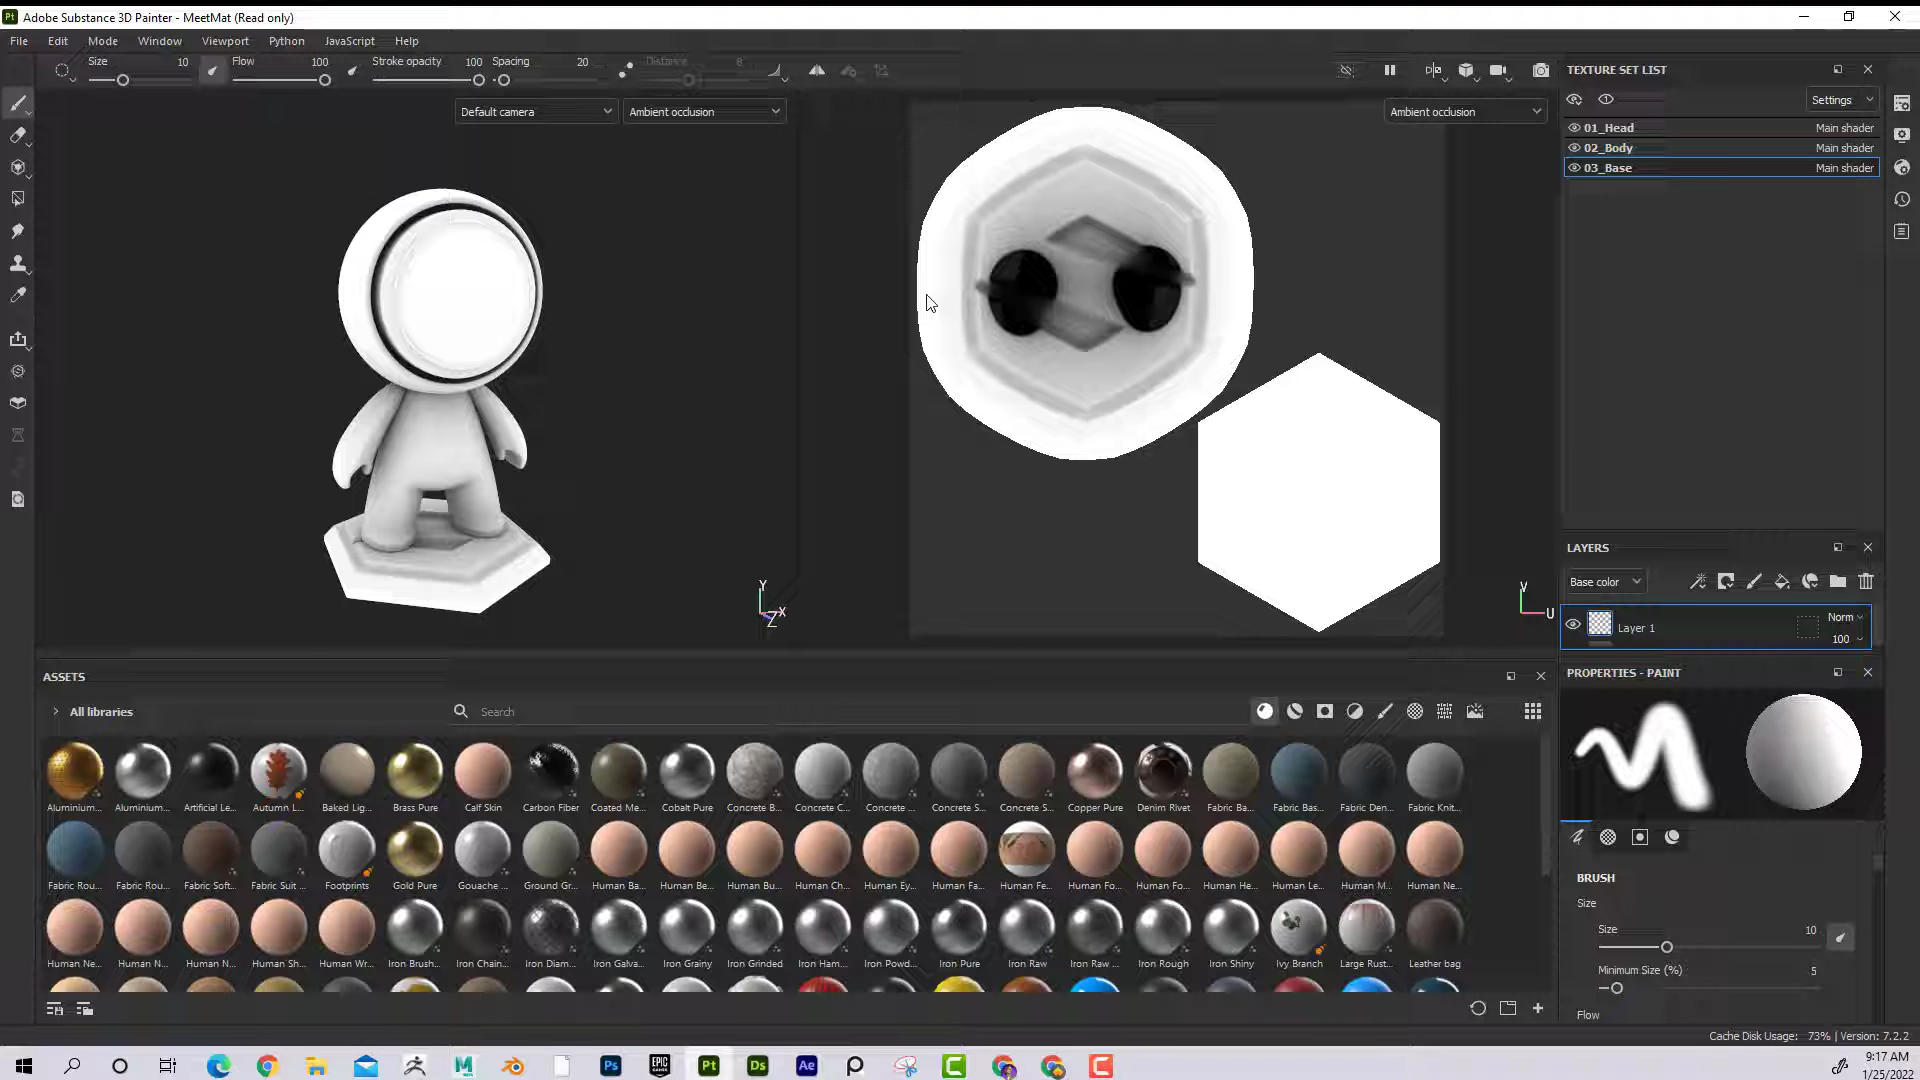 Adobe Substance 3D Painter - MeetMat (Read only)
File Edit Mode Window Viewport Python JavaScript Help
Size 10 Flow 100 Stroke opacity 100 Spacing 20 Distance 8
Default camera Ambient occlusion Ambient occlusion
TEXTURE SET LIST
Settings
01_Head Main shader
02_Body Main shader
03_Base Main shader
Y X Z
V U
LAYERS
Base color
Layer 1 Norm
100
ASSETS
All libraries Search
Aluminium... Aluminium... Artificial Le... Autumn L... Baked Lig... Brass Pure Calf Skin Carbon Fiber Coated Me... Cobalt Pure Concrete B... Concrete C... Concrete ... Concrete S... Concrete S... Copper Pure Denim Rivet Fabric Ba... Fabric Bas... Fabric Den... Fabric Knit...
Fabric Rou... Fabric Rou... Fabric Soft... Fabric Suit ... Footprints Gold Pure Gouache ... Ground Gr... Human Ba... Human Be... Human Bu... Human Ch... Human Ey... Human Fa... Human Fe... Human Fo... Human Fo... Human He... Human Le... Human M... Human Ne...
Human Ne... Human N... Human N... Human Sh... Human Wr... Iron Brush... Iron Chain... Iron Diam... Iron Galva... Iron Grainy Iron Grinded Iron Ham... Iron Powd... Iron Pure Iron Raw Iron Raw ... Iron Rough Iron Shiny Ivy Branch Large Rust... Leather bag
PROPERTIES - PAINT
BRUSH
Size
Size 10
Minimum Size (%) 5
Flow
Cache Disk Usage: 73% | Version: 7.2.2
9:17 AM
1/25/2022